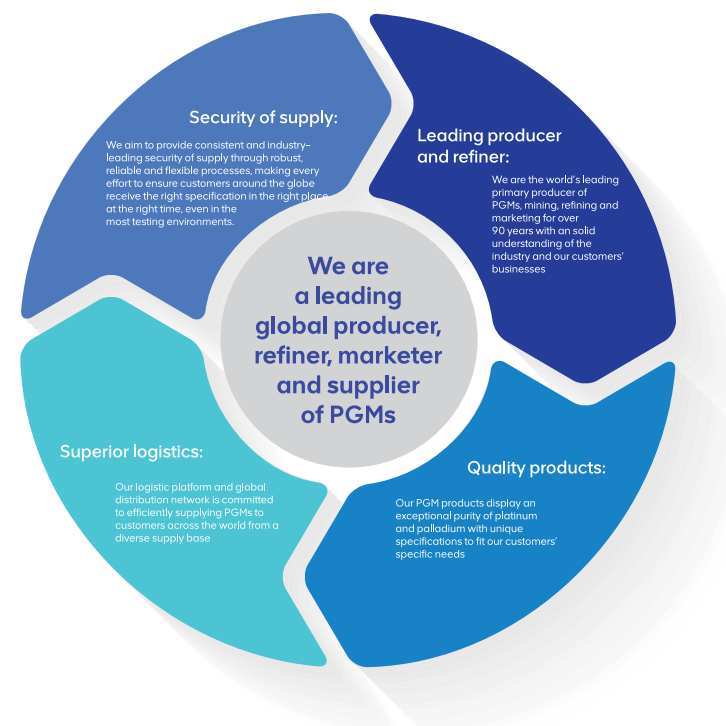 Security of supply:
We aim to provide consistent and industry-
leading security of supply through robust,
reliable and flexible processes, making every
effort to ensure customers around the globe
receive the right specification in the right place
at the right time, even in the
most testing environments.
Leading producer
and refiner:
We are the world's leading
primary producer of
PGMs, mining, refining and
marketing for over
90 years with an solid
understanding of the
industry and our customers'
businesses
We are
a leading
global producer,
refiner, marketer
and supplier
of PGMs
Superior logistics:
Our logistic platform and global
distribution network is committed
to efficiently supplying PGMs to
customers across the world from a
diverse supply base
Quality products:
Our PGM products display an
exceptional purity of platinum
and palladium with unique
specifications to fit our customers'
specific needs